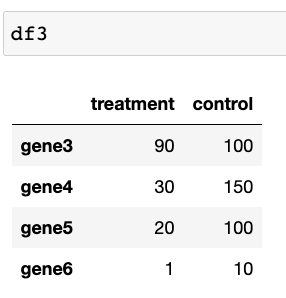 df3
treatment control
gene3 90 100
gene4 30 150
gene5 20 100
gene6 1 10